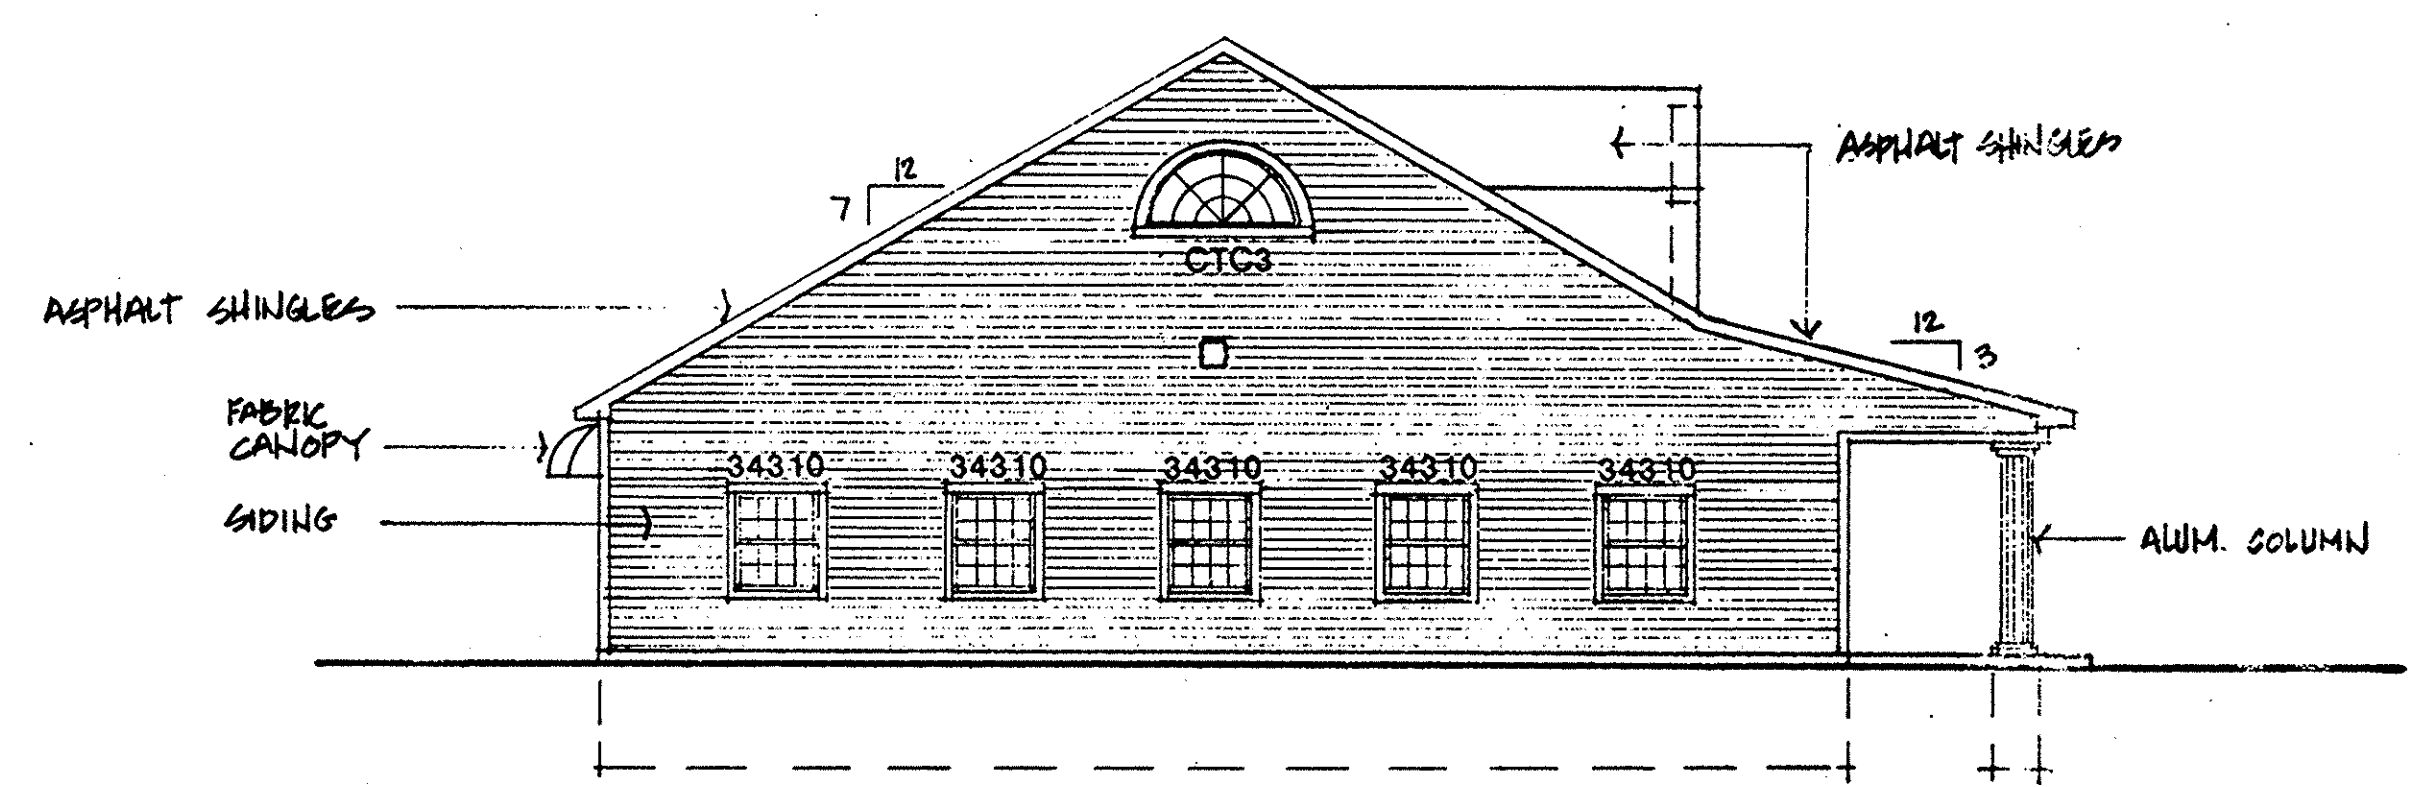 12
7
ASPHALT SHINGLES
CTC3
ASPHALT SHINGLES
12
3
FABRIC
CANOPY
34310 34310 34310 34310 34310
SIDING
ALUM. COLUMN